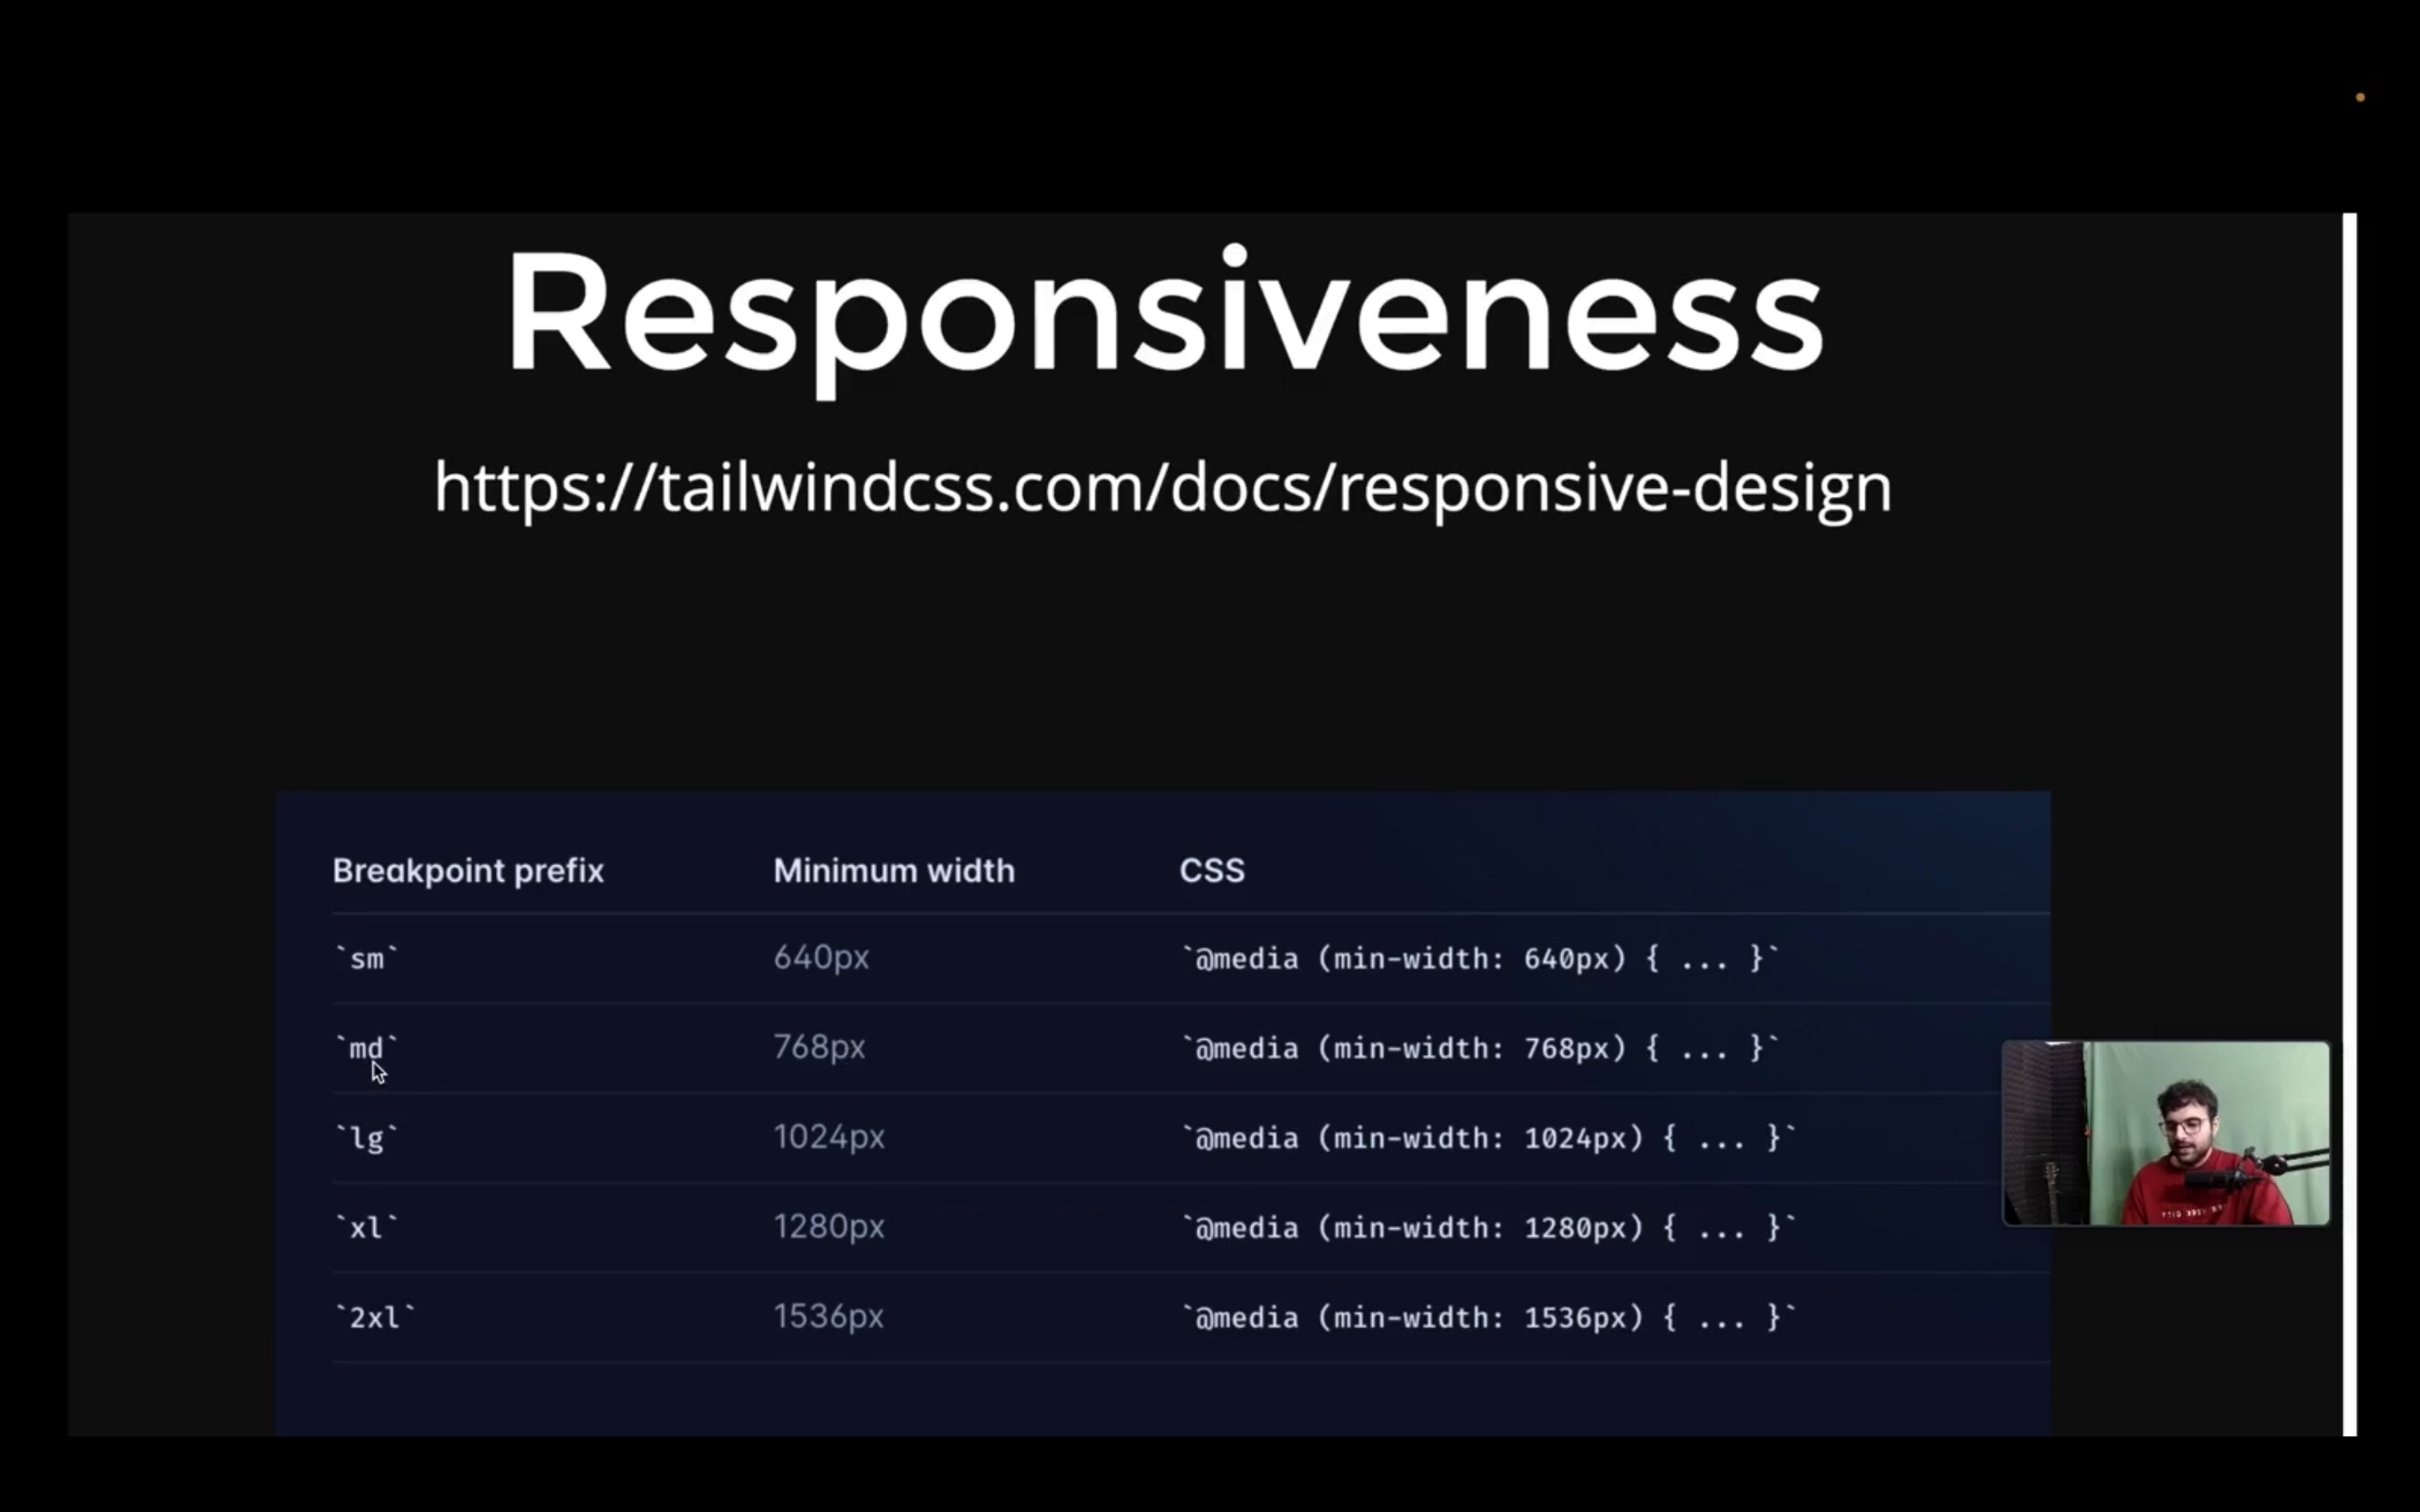 Responsiveness
https://tailwindcss.com/docs/responsive-design
Breakpoint prefix Minimum width CSS
`sm` 640px `@media (min-width: 640px) { ... }`
`md` 768px `@media (min-width: 768px) { ... }`
`lg` 1024px `@media (min-width: 1024px) { ... }`
`xl` 1280px `@media (min-width: 1280px) { ... }`
`2xl` 1536px `@media (min-width: 1536px) { ... }`